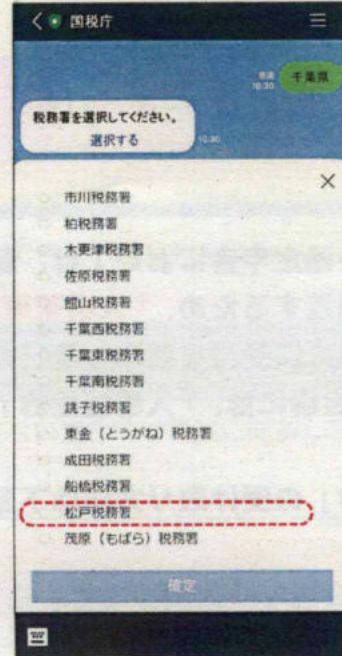 国税庁
千葉県
既読
10:30
税務署を選択してください。
選択する
10:30
市川税務署
柏税務署
木更津税務署
佐原税務署
館山税務署
千葉西税務署
千葉東税務署
千葉南税務署
銚子税務署
東金（とうがね）税務署
成田税務署
船橋税務署
松戸税務署
茂原（もばら）税務署
確定